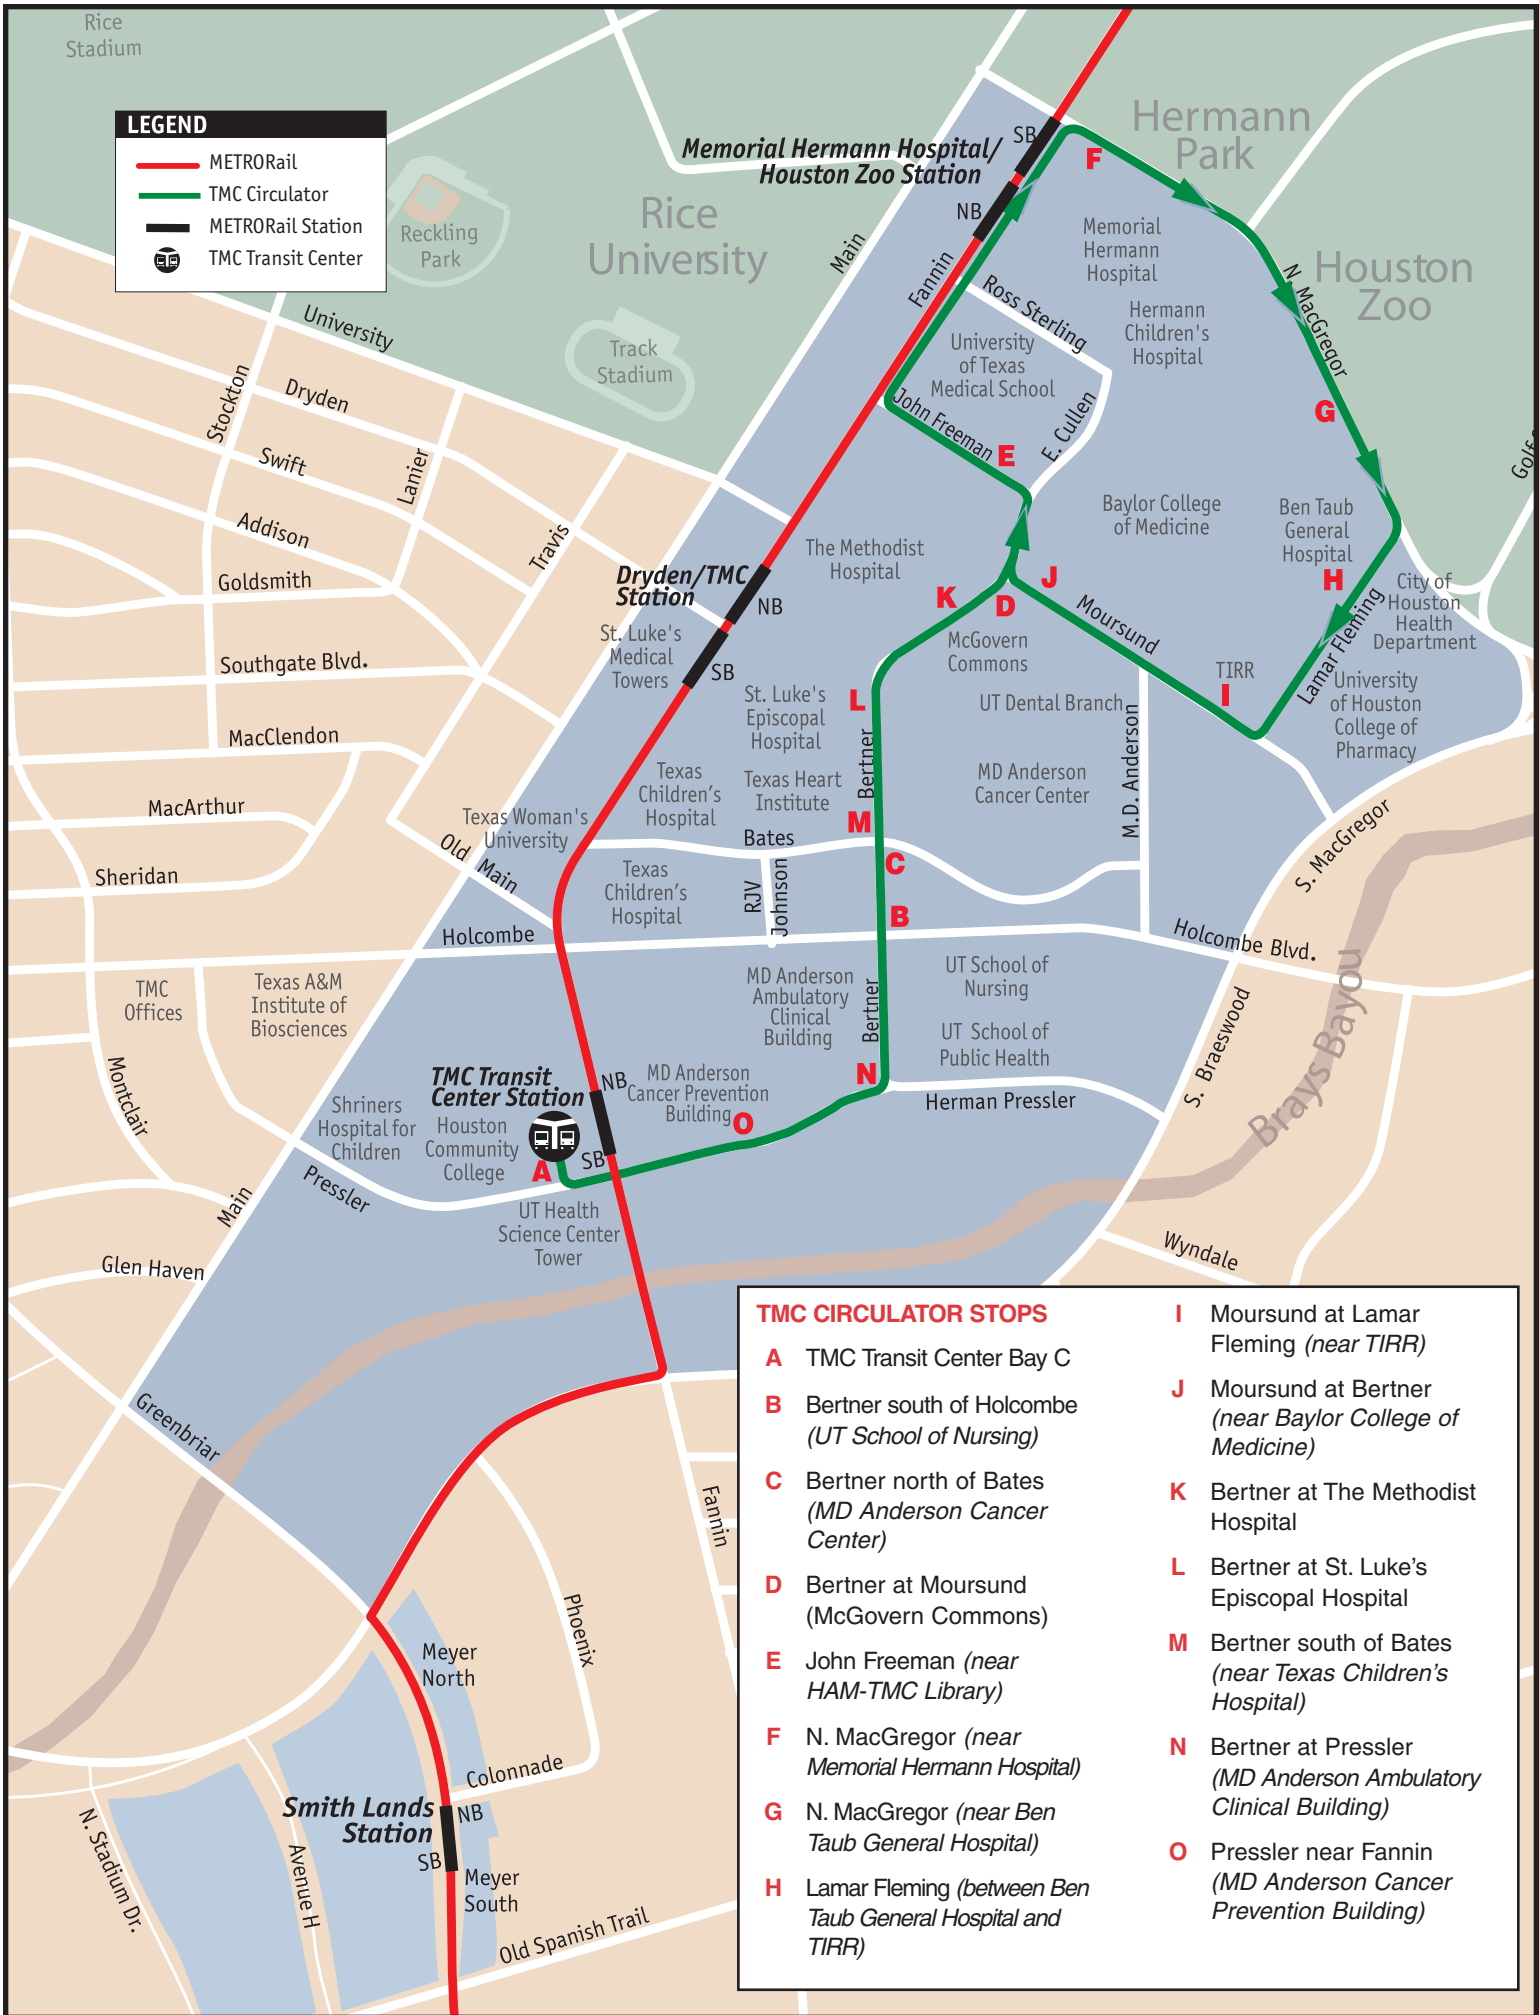 Rice
Stadium
LEGEND
METRORail
TMC Circulator
METRORail Station
TMC Transit Center
Reckling
Park
Rice
University
Track
Stadium
Memorial Hermann Hospital/
Houston Zoo Station
SB
NB
Hermann
Park
Houston
Zoo
F
Main
Fannin
Memorial
Hermann
Hospital
Ross Sterling
N. MacGregor
Hermann
Children's
Hospital
University
of Texas
Medical School
John Freeman
E. Cullen
E
G
Golf
University
Dryden
Stockton
Swift
Lanier
Addison
Travis
Goldsmith
Southgate Blvd.
MacClendon
MacArthur
Sheridan
Baylor College
of Medicine
Ben Taub
General
Hospital
H
City of
Houston
Health
Department
Lamar Fleming
University
of Houston
College of
Pharmacy
TIRR
I
The Methodist
Hospital
K
D
J
Moursund
McGovern
Commons
Dryden/TMC
Station
NB
SB
St. Luke's
Medical
Towers
St. Luke's
Episcopal
Hospital
L
UT Dental Branch
Bertner
M.D. Anderson
MD Anderson
Cancer Center
Texas
Children's
Hospital
Texas Heart
Institute
M
Texas Woman's
University
Bates
C
Old Main
Texas
Children's
Hospital
RJV
Johnson
B
S. MacGregor
Holcombe
Holcombe Blvd.
TMC
Offices
Texas A&M
Institute of
Biosciences
MD Anderson
Ambulatory
Clinical
Building
Bertner
UT School of
Nursing
UT School of
Public Health
S. Braeswood
Brays Bayou
Montclair
TMC Transit
Center Station
NB
SB
MD Anderson
Cancer Prevention
Building
O
N
Herman Pressler
Shriners
Hospital for
Children
Houston
Community
College
A
Pressler
UT Health
Science Center
Tower
Main
Glen Haven
Wyndale
Greenbriar
Fannin
Phoenix
Meyer
North
Colonnade
Smith Lands
Station
NB
SB
Meyer
South
N. Stadium Dr.
Avenue H
Old Spanish Trail
TMC CIRCULATOR STOPS
A TMC Transit Center Bay C
B Bertner south of Holcombe
(UT School of Nursing)
C Bertner north of Bates
(MD Anderson Cancer
Center)
D Bertner at Moursund
(McGovern Commons)
E John Freeman (near
HAM-TMC Library)
F N. MacGregor (near
Memorial Hermann Hospital)
G N. MacGregor (near Ben
Taub General Hospital)
H Lamar Fleming (between Ben
Taub General Hospital and
TIRR)
I Moursund at Lamar
Fleming (near TIRR)
J Moursund at Bertner
(near Baylor College of
Medicine)
K Bertner at The Methodist
Hospital
L Bertner at St. Luke’s
Episcopal Hospital
M Bertner south of Bates
(near Texas Children’s
Hospital)
N Bertner at Pressler
(MD Anderson Ambulatory
Clinical Building)
O Pressler near Fannin
(MD Anderson Cancer
Prevention Building)